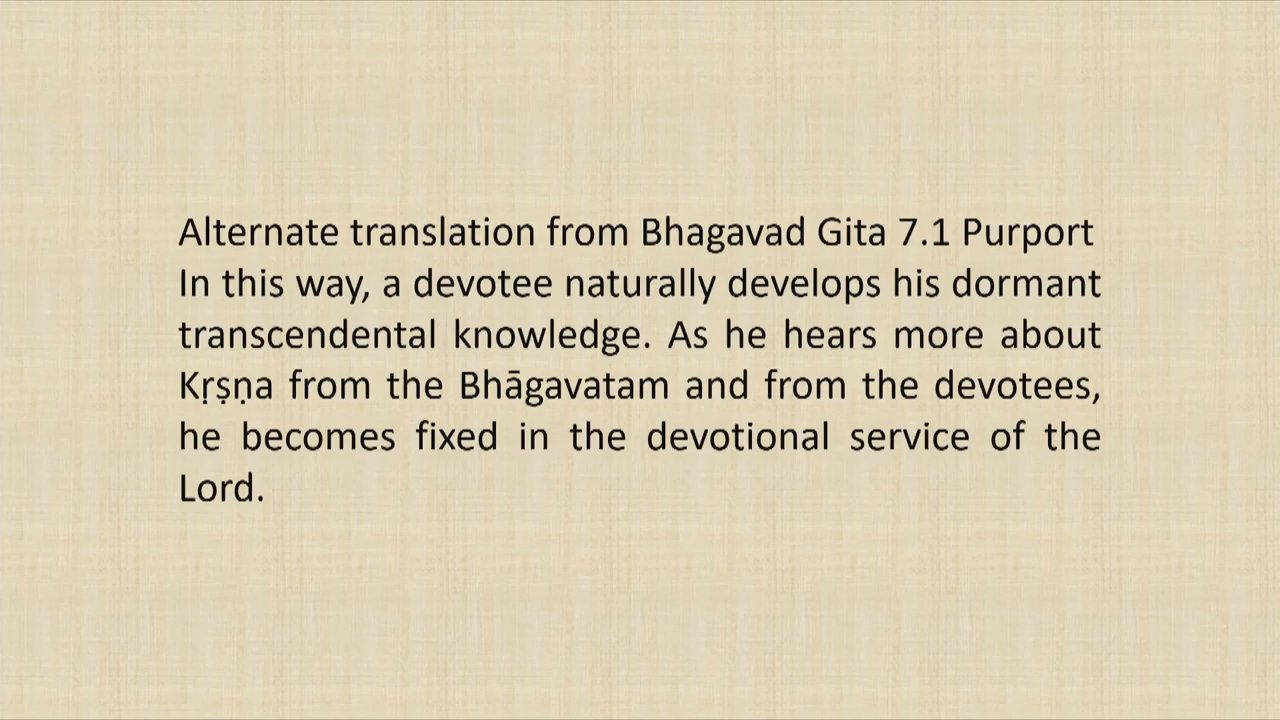 Alternate translation from Bhagavad Gita 7.1 Purport
In this way, a devotee naturally develops his dormant
transcendental knowledge. As he hears more about
Kṛṣṇa from the Bhāgavatam and from the devotees,
he becomes fixed in the devotional service of the
Lord.